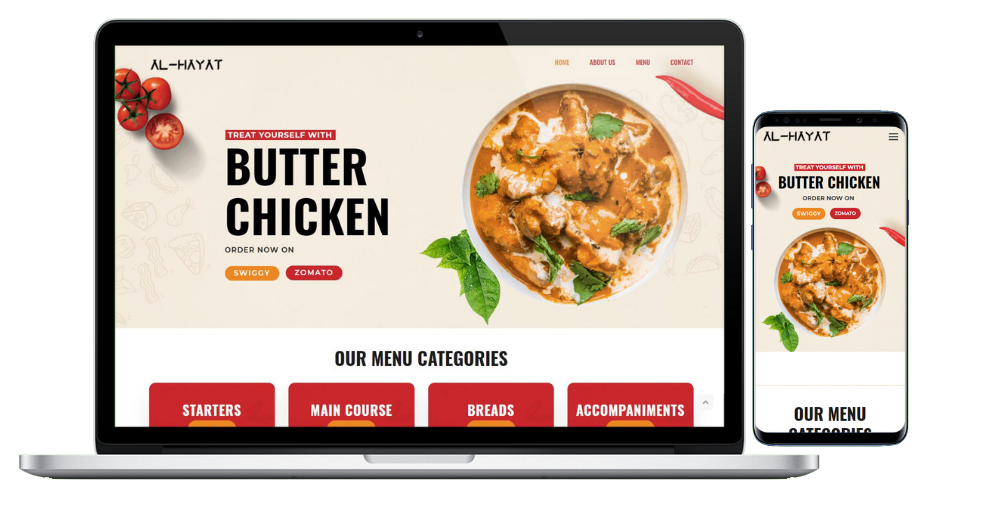 AL-HAYAT
HOME ABOUT US MENU CONTACT
TREAT YOURSELF WITH
BUTTER
CHICKEN
ORDER NOW ON
SWIGGY ZOMATO
OUR MENU CATEGORIES
STARTERS MAIN COURSE BREADS ACCOMPANIMENTS
AL-HAYAT
TREAT YOURSELF WITH
BUTTER CHICKEN
ORDER NOW ON
SWIGGY ZOMATO
OUR MENU
CATEGORIES